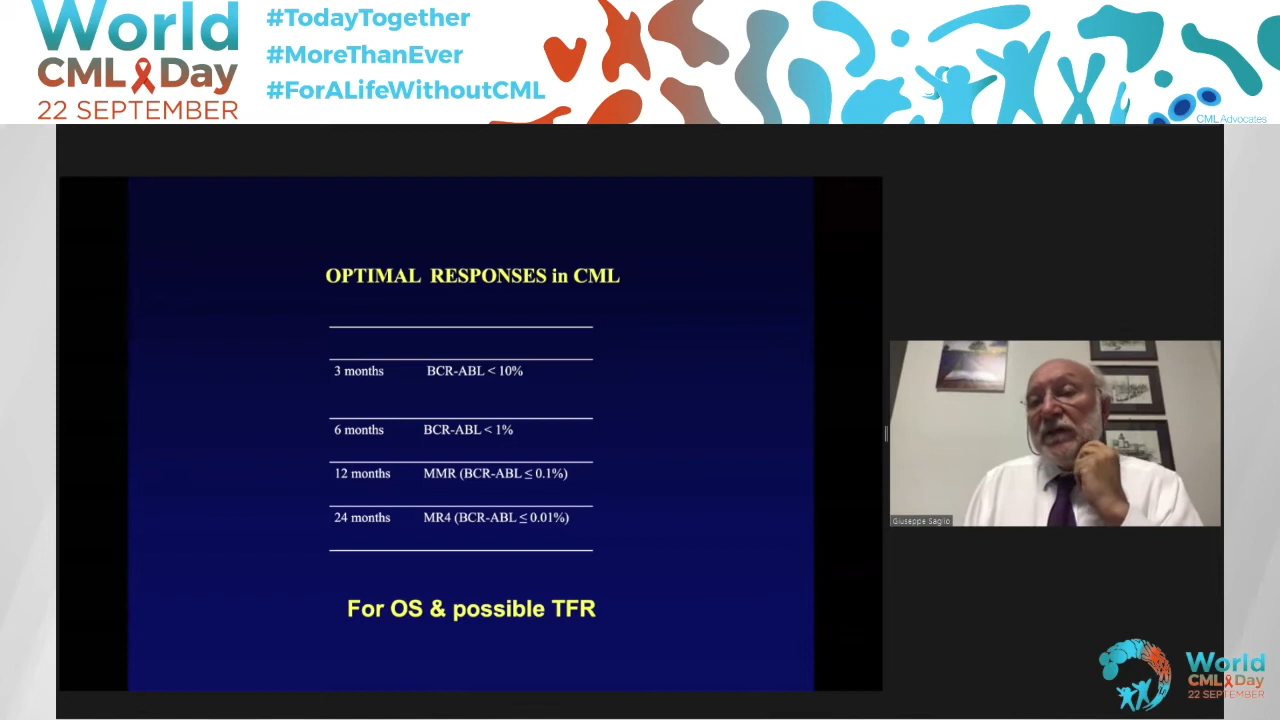 World
CML Day
22 SEPTEMBER
#TodayTogether
#MoreThanEver
#ForALifeWithoutCML
CML Advocates
OPTIMAL RESPONSES in CML
3 months BCR-ABL < 10%
6 months BCR-ABL < 1%
12 months MMR (BCR-ABL ≤ 0.1%)
24 months MR4 (BCR-ABL ≤ 0.01%)
For OS & possible TFR
Giuseppe Saglio
World
CML Day
22 SEPTEMBER